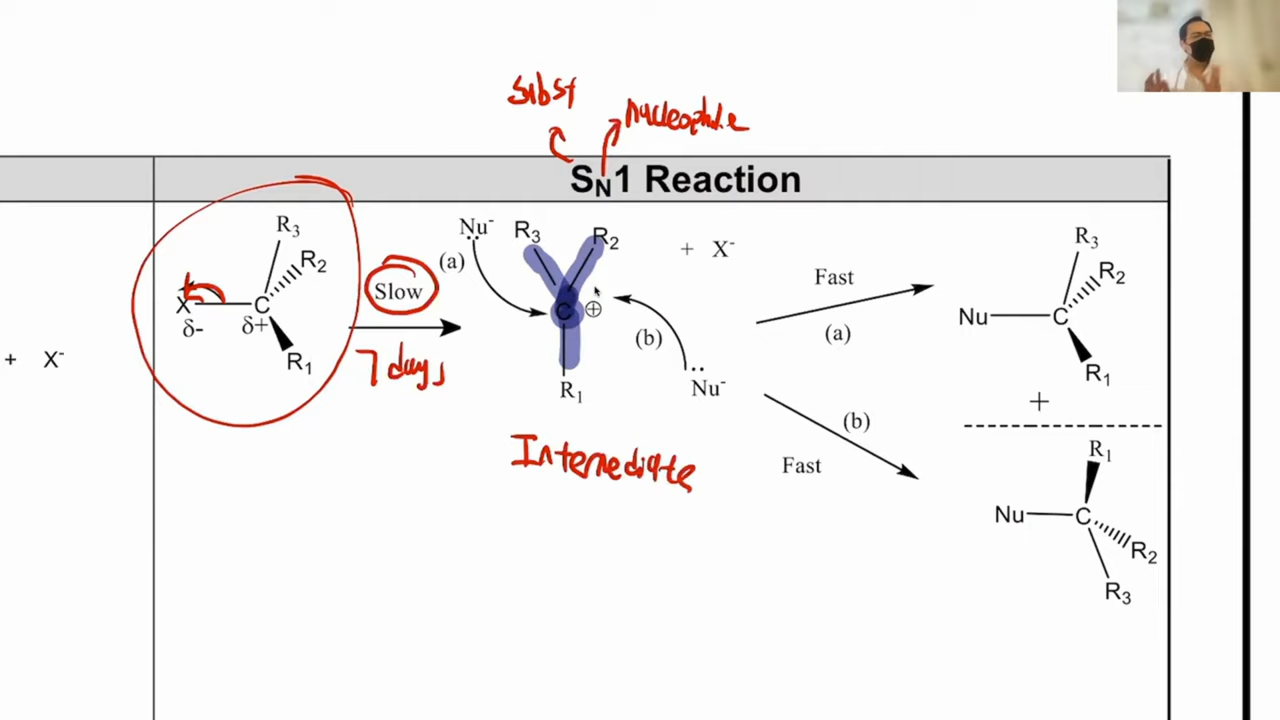 Subst
nucleophile
SN1 Reaction
R3
R2
X
δ-
C
δ+
R1
Slow
7 days
Nu-
(a)
R3
R2
C
⊕
R1
+ X-
(b)
Nu-
Intermediate
Fast
(a)
(b)
Fast
R3
R2
Nu
C
R1
+
R1
Nu
C
R2
R3
+ X-